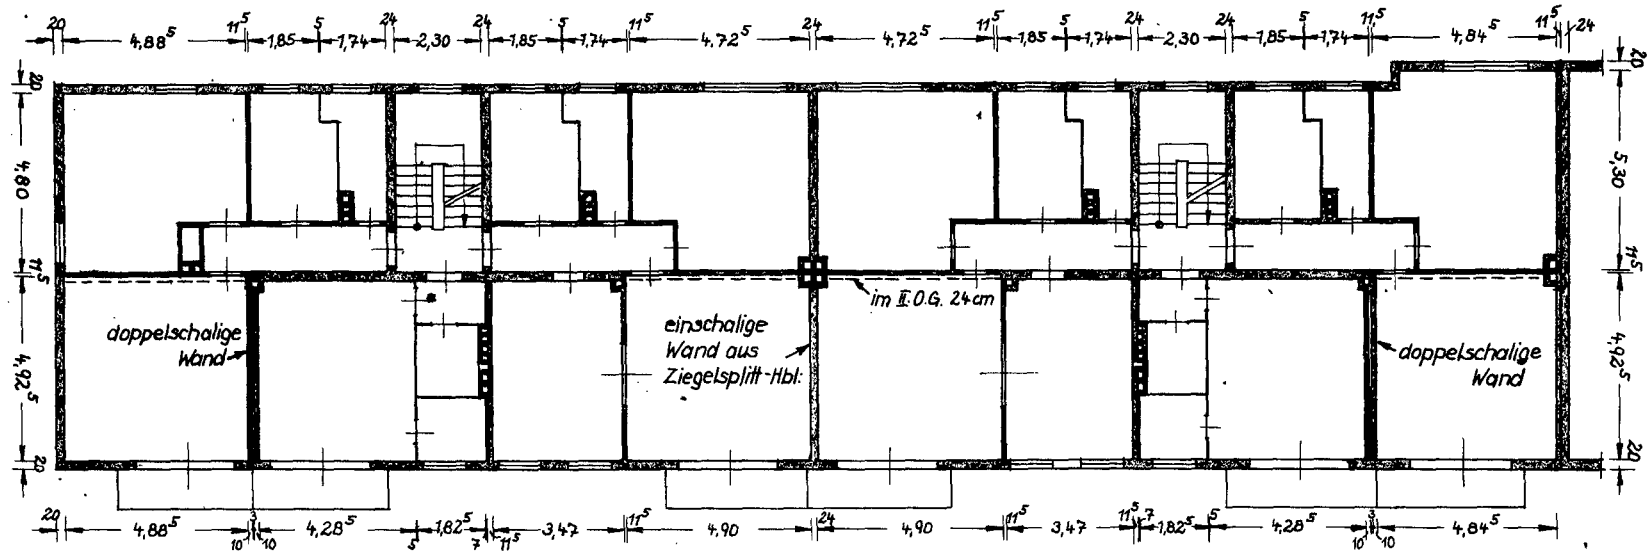 20 4,88⁵ 11⁵ 1,85 5 1,74 24 2,30 24 1,85 5 1,74 11⁵ 4,72⁵ 24 4,72⁵ 11⁵ 1,85 5 1,74 24 2,30 24 1,85 5 1,74 11,⁵ 4,84⁵ 11⁵ 24
20
4,80
11⁵
4,92⁵
20
20
5,30
11⁵
4,92⁵
20
im II. O.G. 24 cm
doppelschalige
Wand
einschalige
Wand aus
Ziegelsplitt-Hbl:
doppelschalige
Wand
20 4,88⁵ 3 4,28⁵ 1,82⁵ 3,47 11⁵ 4,90 24 4,90 11⁵ 3,47 11⁵ 7 1,82⁵ 5 4,28⁵ 3 4,84⁵
10 10 5 7 11⁵ 10 10